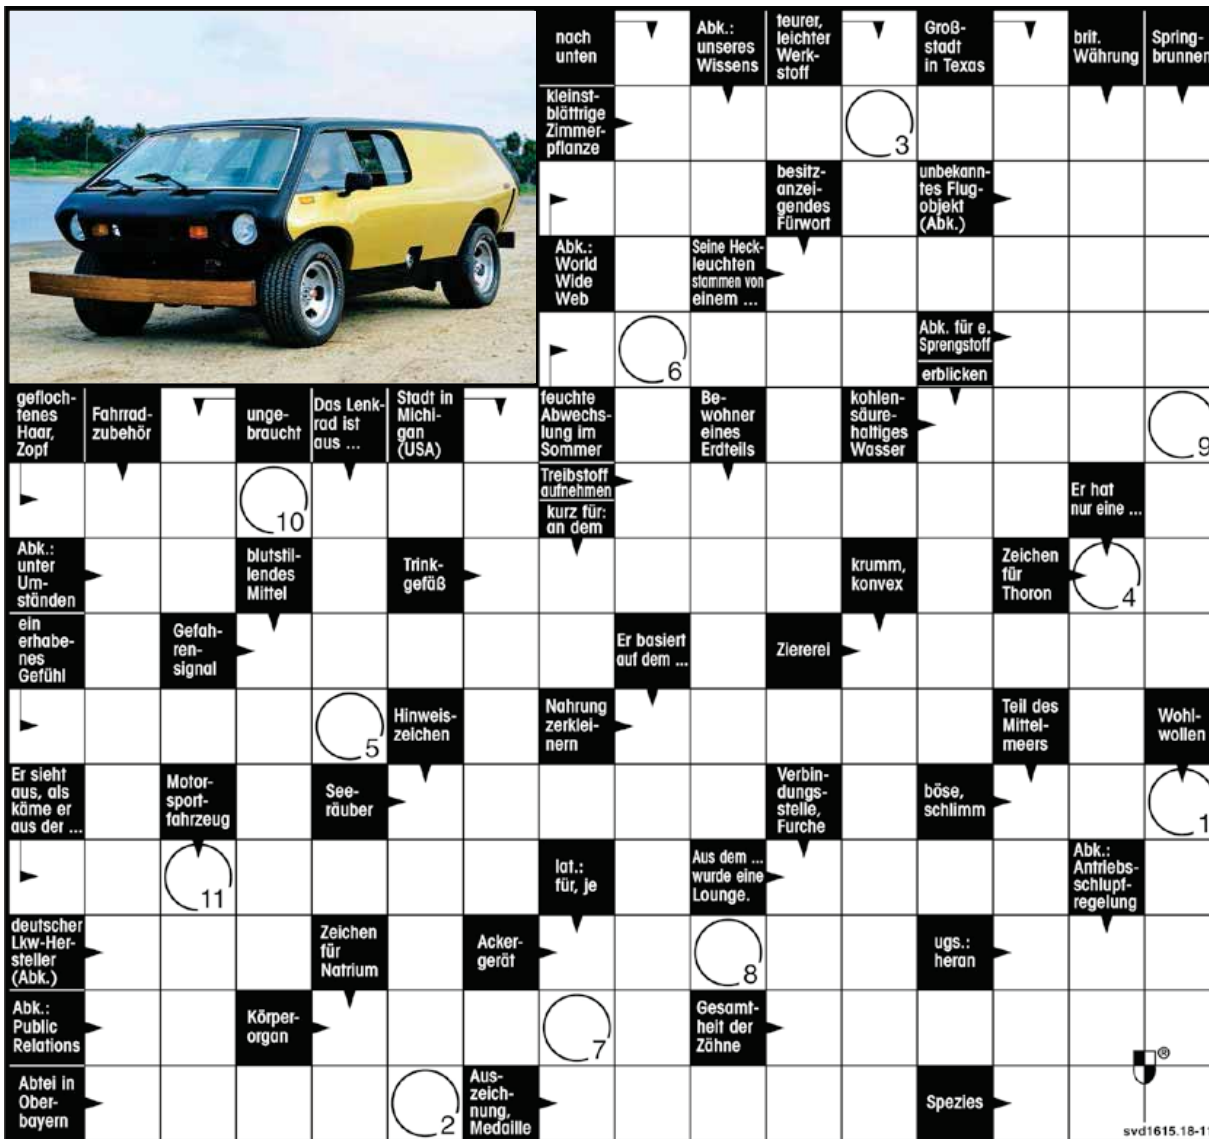 nach
unten
Abk.:
unseres
Wissens
teurer,
leichter
Werk-
stoff
Groß-
stadt
in Texas
brit.
Währung
Spring-
brunnen
kleinst-
blättrige
Zimmer-
pflanze
3
besitz-
anzei-
gendes
Fürwort
unbekann-
tes Flug-
objekt
(Abk.)
Abk.:
World
Wide
Web
Seine Heck-
leuchten
stammen von
einem ...
6
Abk. für e.
Sprengstoff
erblicken
gefloch-
tenes
Haar,
Zopf
Fahrrad-
zubehör
unge-
braucht
Das Lenk-
rad ist
aus ...
Stadt in
Michi-
gan
(USA)
feuchte
Abwechs-
lung im
Sommer
Be-
wohner
eines
Erdteils
kohlen-
säure-
haltiges
Wasser
9
10
Treibstoff
aufnehmen
kurz für:
an dem
Er hat
nur eine ...
Abk.:
unter
Um-
ständen
blutstil-
lendes
Mittel
Trink-
gefäß
krumm,
konvex
Zeichen
für
Thoron
4
ein
erhabe-
nes
Gefühl
Gefah-
ren-
signal
Er basiert
auf dem ...
Ziererei
5
Hinweis-
zeichen
Nahrung
zerklei-
nern
Teil des
Mittel-
meers
Wohl-
wollen
Er sieht
aus, als
käme er
aus der ...
Motor-
sport-
fahrzeug
See-
räuber
Verbin-
dungs-
stelle,
Furche
böse,
schlimm
1
11
lat.:
für, je
Aus dem ...
wurde eine
Lounge.
Abk.:
Antriebs-
schlupf-
regelung
deutscher
Lkw-Her-
steller
(Abk.)
Zeichen
für
Natrium
Acker-
gerät
8
ugs.:
heran
Abk.:
Public
Relations
Körper-
organ
7
Gesamt-
heit der
Zähne
Abtei in
Ober-
bayern
2
Aus-
zeich-
nung,
Medaille
Spezies
®
svd1615.18-11